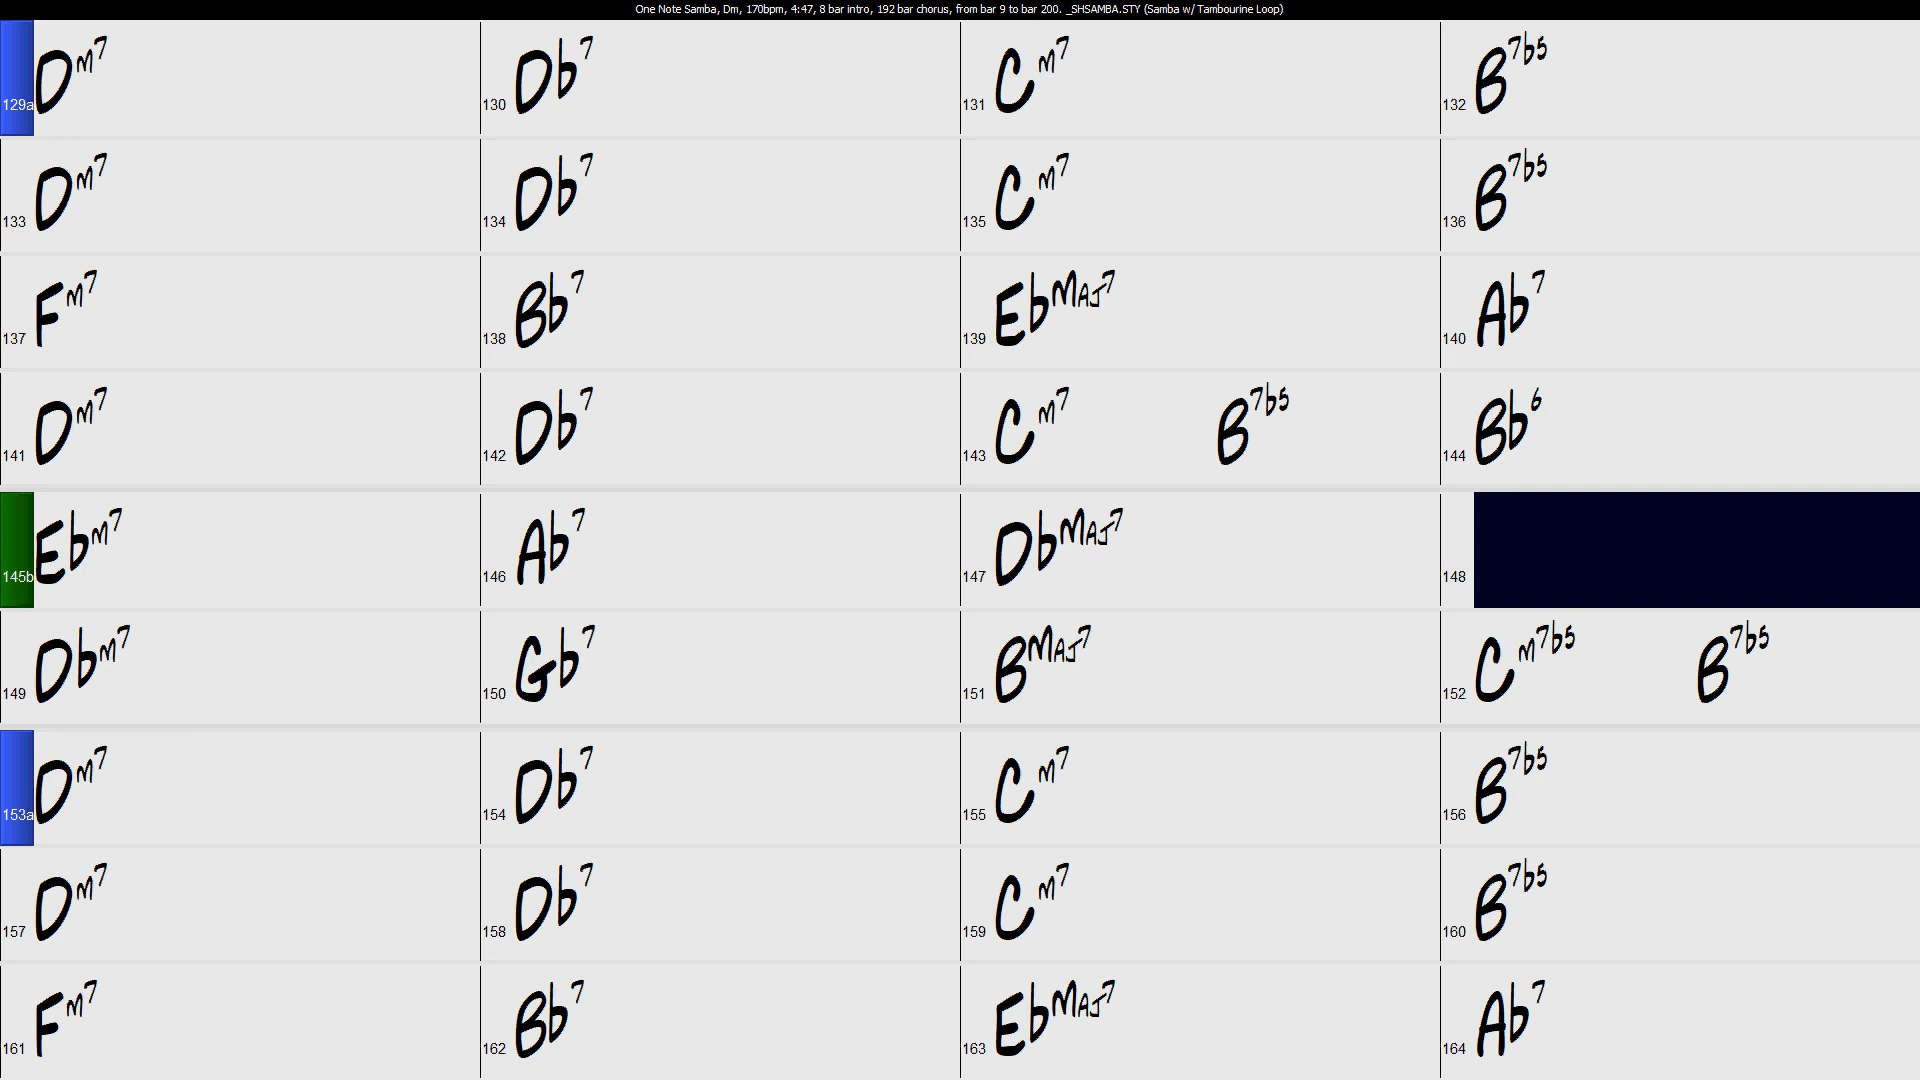 One Note Samba, Dm, 170bpm, 4:47, 8 bar intro, 192 bar chorus, from bar 9 to bar 200. _SHSAMBA.STY (Samba w/ Tambourine Loop)
129a Dm7 130 Db7 131 Cm7 132 B7b5
133 Dm7 134 Db7 135 Cm7 136 B7b5
137 Fm7 138 Bb7 139 EbMAJ7 140 Ab7
141 Dm7 142 Db7 143 Cm7 B7b5 144 Bb6
145b Ebm7 146 Ab7 147 DbMAJ7 148
149 Dbm7 150 Gb7 151 BMAJ7 152 Cm7b5 B7b5
153a Dm7 154 Db7 155 Cm7 156 B7b5
157 Dm7 158 Db7 159 Cm7 160 B7b5
161 Fm7 162 Bb7 163 EbMAJ7 164 Ab7